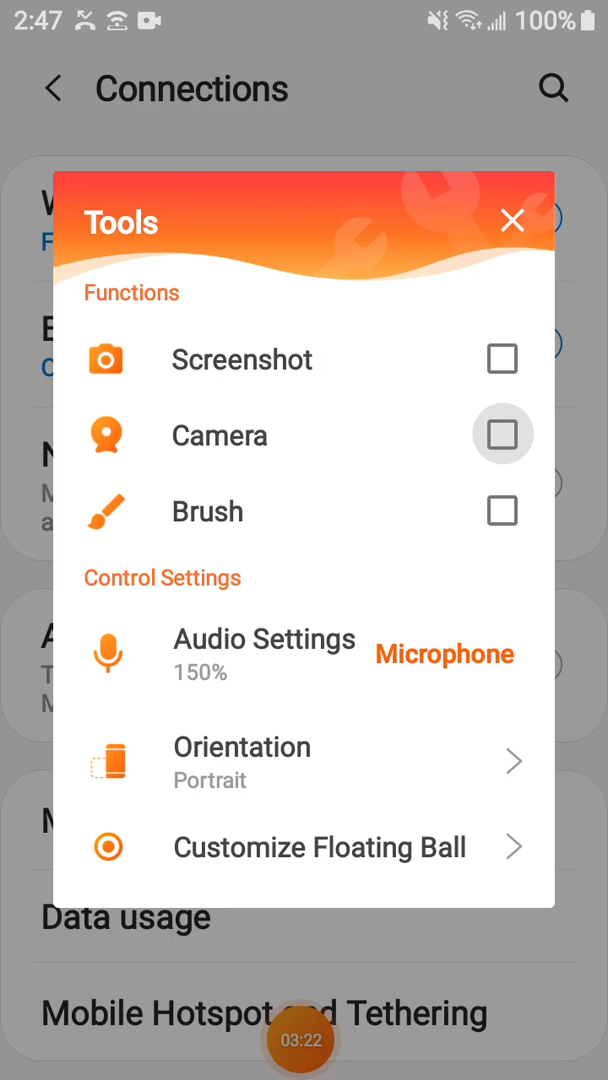 2:47
100%
Connections
Tools
Functions
Screenshot
Camera
Brush
Control Settings
Audio Settings
150%
Microphone
Orientation
Portrait
Customize Floating Ball
Data usage
Mobile Hotspot and Tethering
03:22